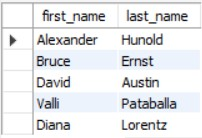 first_name last_name
Alexander Hunold
Bruce Ernst
David Austin
Valli Pataballa
Diana Lorentz